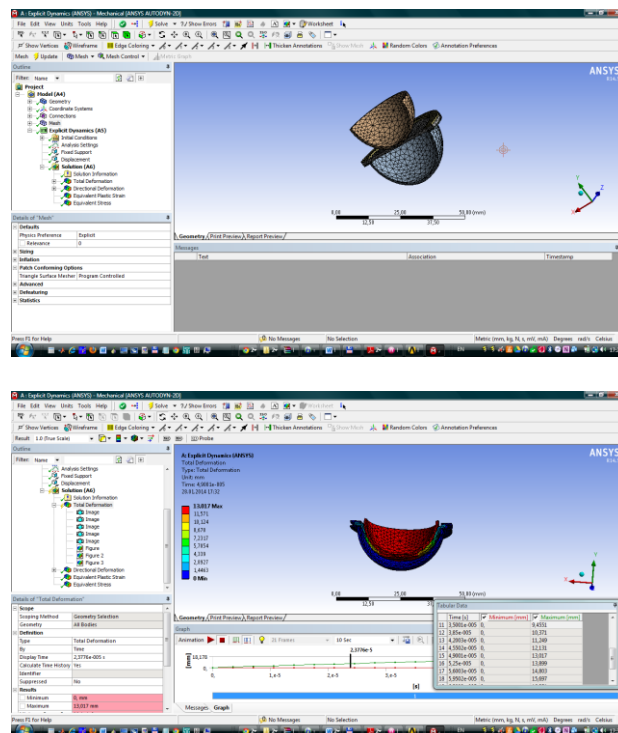 A : Explicit Dynamics (ANSYS) - Mechanical [ANSYS AUTODYN-2D]
File Edit View Units Tools Help Solve Show Errors Worksheet
Show Vertices Wireframe Edge Coloring Thicken Annotations Show Mesh Random Colors Annotation Preferences
Mesh Update Mesh Mesh Control Metric Graph
Outline
Filter: Name
Project
Model (A4)
Geometry
Coordinate Systems
Connections
Mesh
Explicit Dynamics (A5)
Initial Conditions
Analysis Settings
Fixed Support
Displacement
Solution (A6)
Solution Information
Total Deformation
Directional Deformation
Equivalent Plastic Strain
Equivalent Stress
ANSYS
Y
Z
X
0,00 25,00 50,00 (mm)
12,50 37,50
Details of "Mesh"
Defaults
Physics Preference Explicit
Relevance 0
Sizing
Inflation
Patch Conforming Options
Triangle Surface Mesher Program Controlled
Advanced
Defeaturing
Statistics
Geometry Print Preview Report Preview
Messages
Text Association Timestamp
Press F1 for Help No Messages No Selection Metric (mm, kg, N, s, mV, mA) Degrees rad/s Celsius
EN
A : Explicit Dynamics (ANSYS) - Mechanical [ANSYS AUTODYN-2D]
File Edit View Units Tools Help Solve Show Errors Worksheet
Show Vertices Wireframe Edge Coloring Thicken Annotations Show Mesh Random Colors Annotation Preferences
Result 1.0 (True Scale) Probe
Outline
Filter: Name
Analysis Settings
Fixed Support
Displacement
Solution (A6)
Solution Information
Total Deformation
Image
Image
Image
Image
Figure
Figure 2
Figure 3
Directional Deformation
Equivalent Plastic Strain
Equivalent Stress
A: Explicit Dynamics (ANSYS)
Total Deformation
Type: Total Deformation
Unit: mm
Time: 4,9001e-005
28.01.2014 17:32
13,017 Max
11,571
10,124
8,678
7,2317
5,7854
4,339
2,8927
1,4463
0 Min
ANSYS
Y
X
0,00 25,00 50,00 (mm)
12,50
Details of "Total Deformation"
Scope
Scoping Method Geometry Selection
Geometry All Bodies
Definition
Type Total Deformation
By Time
Display Time 2,3776e-005 s
Calculate Time History Yes
Identifier
Suppressed No
Results
Minimum 0, mm
Maximum 13,017 mm
Geometry Print Preview Report Preview
Graph
Animation 20 Frames 10 Sec
2,3776e-5
[mm]
18,178
0,
0, 1,e-5 2,e-5 3,e-5
[s]
1
Messages Graph
Tabular Data
Time [s] Minimum [mm] Maximum [mm]
11 3,5001e-005 0, 9,4551
12 3,85e-005 0, 10,371
13 4,2003e-005 0, 11,249
14 4,5502e-005 0, 12,131
15 4,9001e-005 0, 13,017
16 5,25e-005 0, 13,899
17 5,6003e-005 0, 14,803
18 5,9502e-005 0, 15,697
Press F1 for Help No Messages No Selection Metric (mm, kg, N, s, mV, mA) Degrees rad/s Celsius